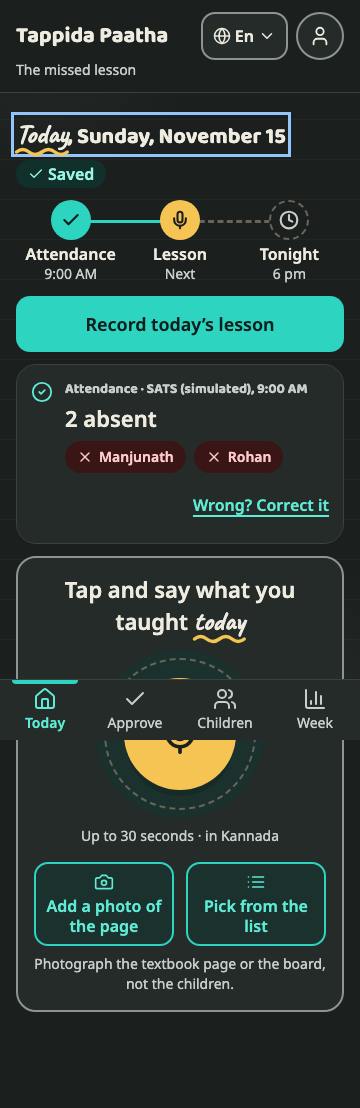 Tappida Paatha
En
The missed lesson
Today, Sunday, November 15
Saved
Attendance
9:00 AM
Lesson
Next
Tonight
6 pm
Record today's lesson
Attendance · SATS (simulated), 9:00 AM
2 absent
Manjunath
Rohan
Wrong? Correct it
Tap and say what you
taught today
Today
Approve
Children
Week
Up to 30 seconds · in Kannada
Add a photo of
the page
Pick from the
list
Photograph the textbook page or the board,
not the children.